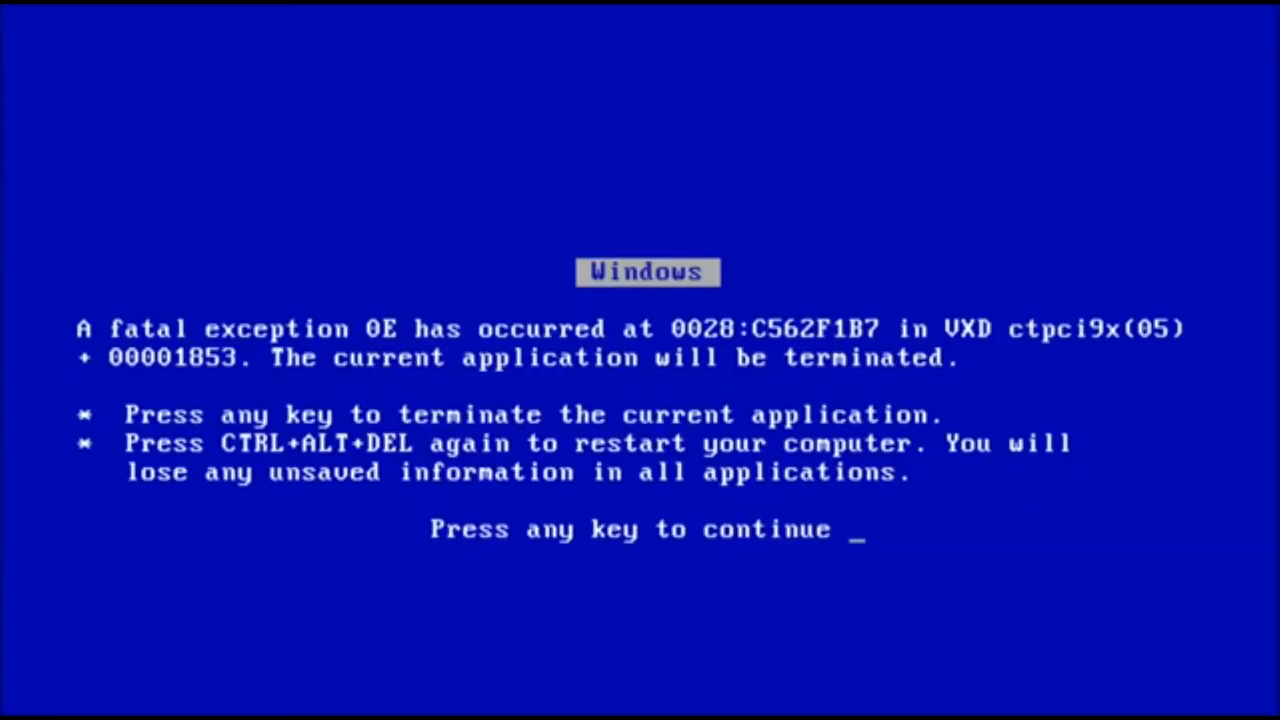 Windows
A fatal exception 0E has occurred at 0028:C562F1B7 in VXD ctpci9x(05)
+ 00001853. The current application will be terminated.
* Press any key to terminate the current application.
* Press CTRL+ALT+DEL again to restart your computer. You will
lose any unsaved information in all applications.
Press any key to continue _